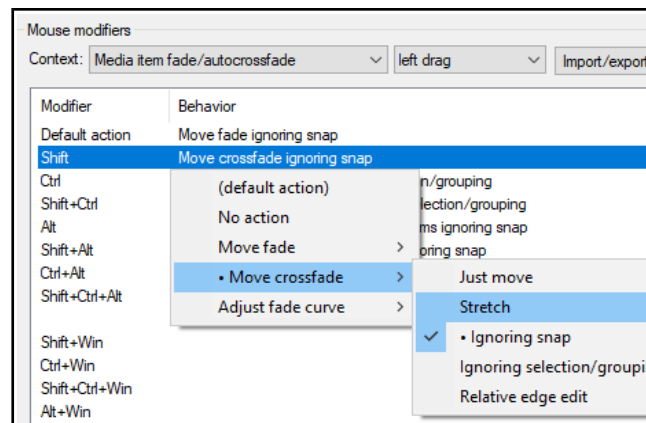 Mouse modifiers
Context: Media item fade/autocrossfade left drag Import/export
Modifier Behavior
Default action Move fade ignoring snap
Shift Move crossfade ignoring snap
Ctrl n/grouping
(default action)
Shift+Ctrl lection/grouping
No action
Alt ms ignoring snap
Shift+Alt oring snap
Move fade
Ctrl+Alt
• Move crossfade Just move
Shift+Ctrl+Alt
Adjust fade curve Stretch
Shift+Win • Ignoring snap
Ctrl+Win Ignoring selection/groupi
Shift+Ctrl+Win Relative edge edit
Alt+Win